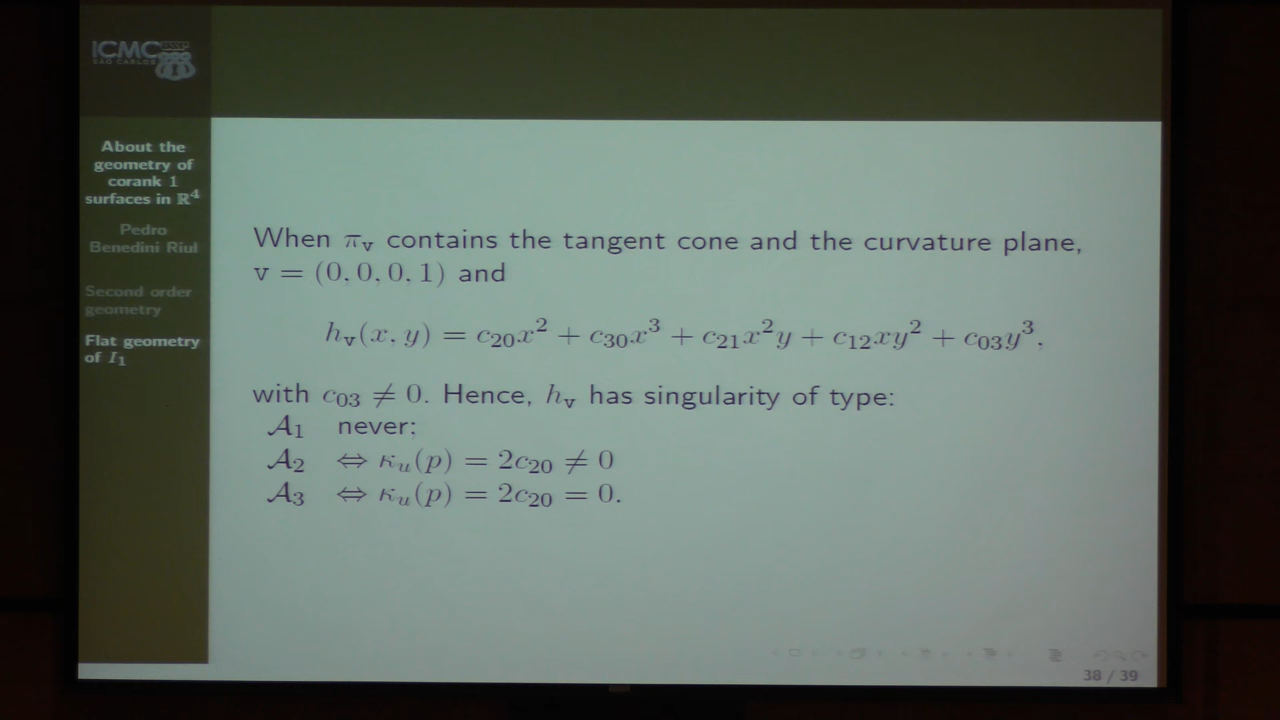 ICMC USP
SÃO CARLOS
About the
geometry of
corank 1
surfaces in ℝ⁴
Pedro
Benedini Riul
Second order
geometry
Flat geometry
of I₁
When π_v contains the tangent cone and the curvature plane,
v = (0, 0, 0, 1) and
h_v(x, y) = c₂₀x² + c₃₀x³ + c₂₁x²y + c₁₂xy² + c₀₃y³,
with c₀₃ ≠ 0. Hence, h_v has singularity of type:
𝒜₁ never;
𝒜₂ ⇔ κ_u(p) = 2c₂₀ ≠ 0
𝒜₃ ⇔ κ_u(p) = 2c₂₀ = 0.
38 / 39